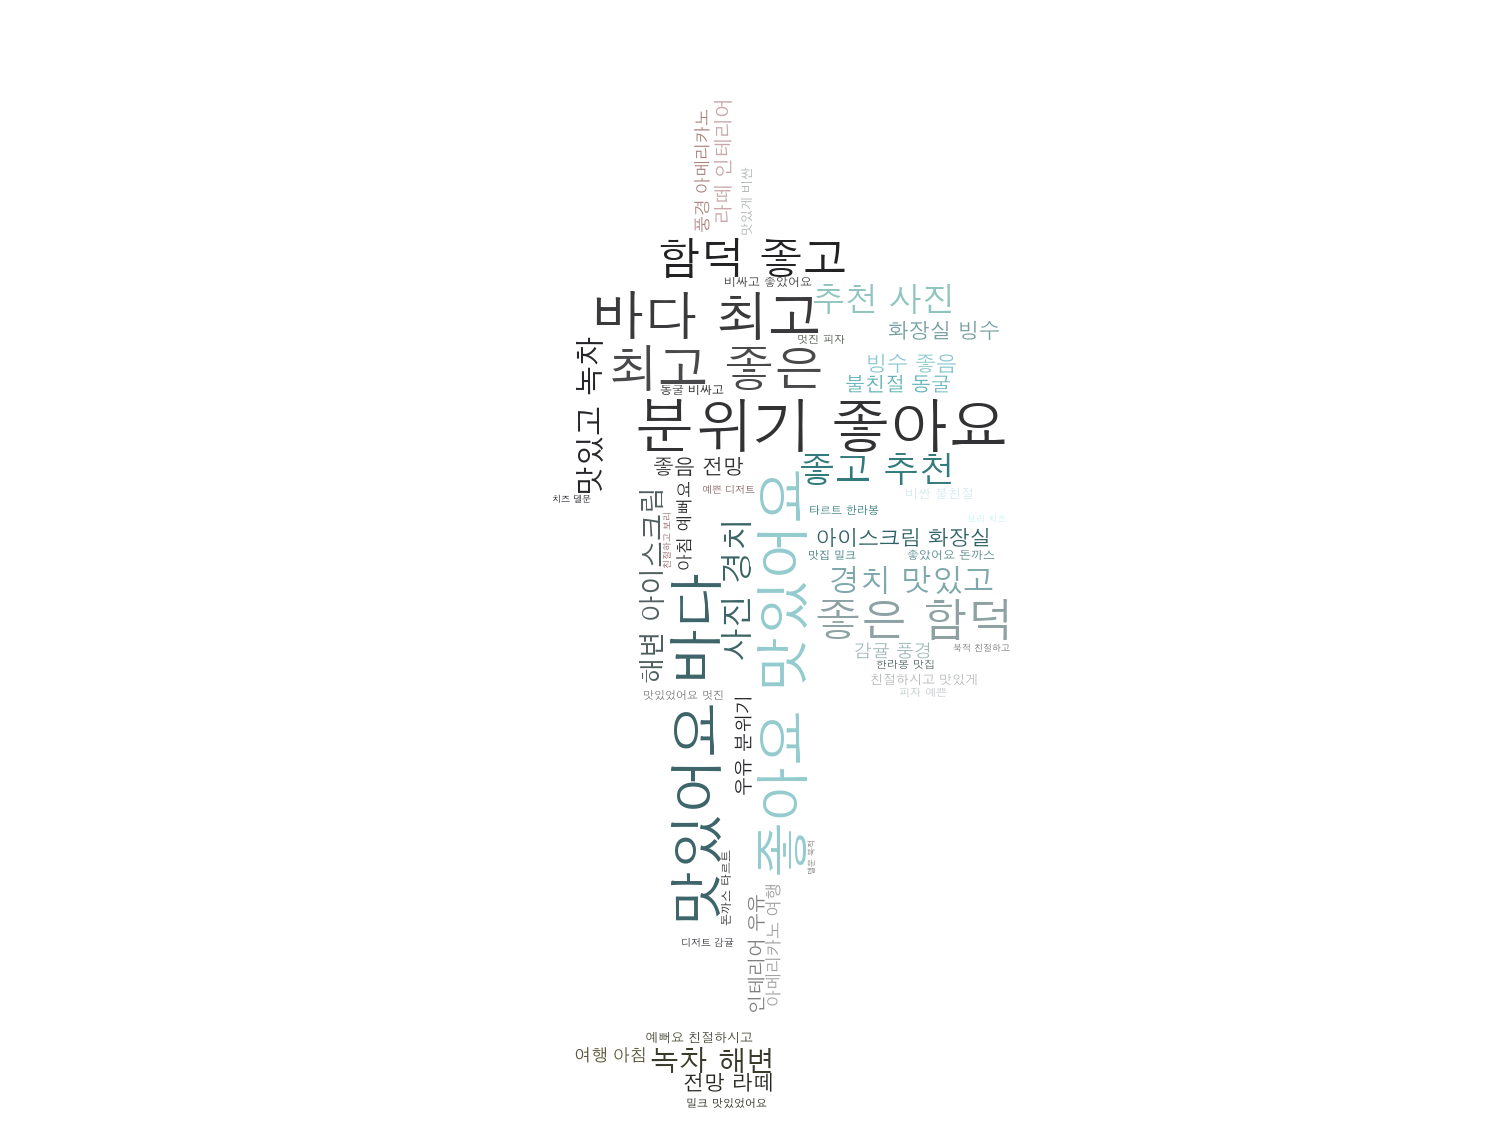 풍경 아메리카노
라떼 인테리어
맛있게 비싼
함덕 좋고
비싸고 좋았어요
바다 최고
추천 사진
화장실 빙수
멋진 피자
맛있고 녹차
최고 좋은
빙수 좋음
불친절 동굴
동굴 비싸고
분위기 좋아요
좋음 전망
좋고 추천
예쁜 디저트
비싼 불친절
치즈 델문
해변 아이스크림
친절하고 보리
아침 예뻐요
사진 경치
바다
맛있어요
좋아요 맛있어요
타르트 한라봉
보리 치즈
아이스크림 화장실
맛집 밀크
좋았어요 돈까스
경치 맛있고
좋은 함덕
감귤 풍경
북적 친절하고
한라봉 맛집
친절하시고 맛있게
피자 예쁜
맛있었어요 멋진
우유 분위기
델문 북적
돈까스 타르트
디저트 감귤
인테리어 우유
아메리카노 여행
예뻐요 친절하시고
여행 아침
녹차 해변
전망 라떼
밀크 맛있었어요